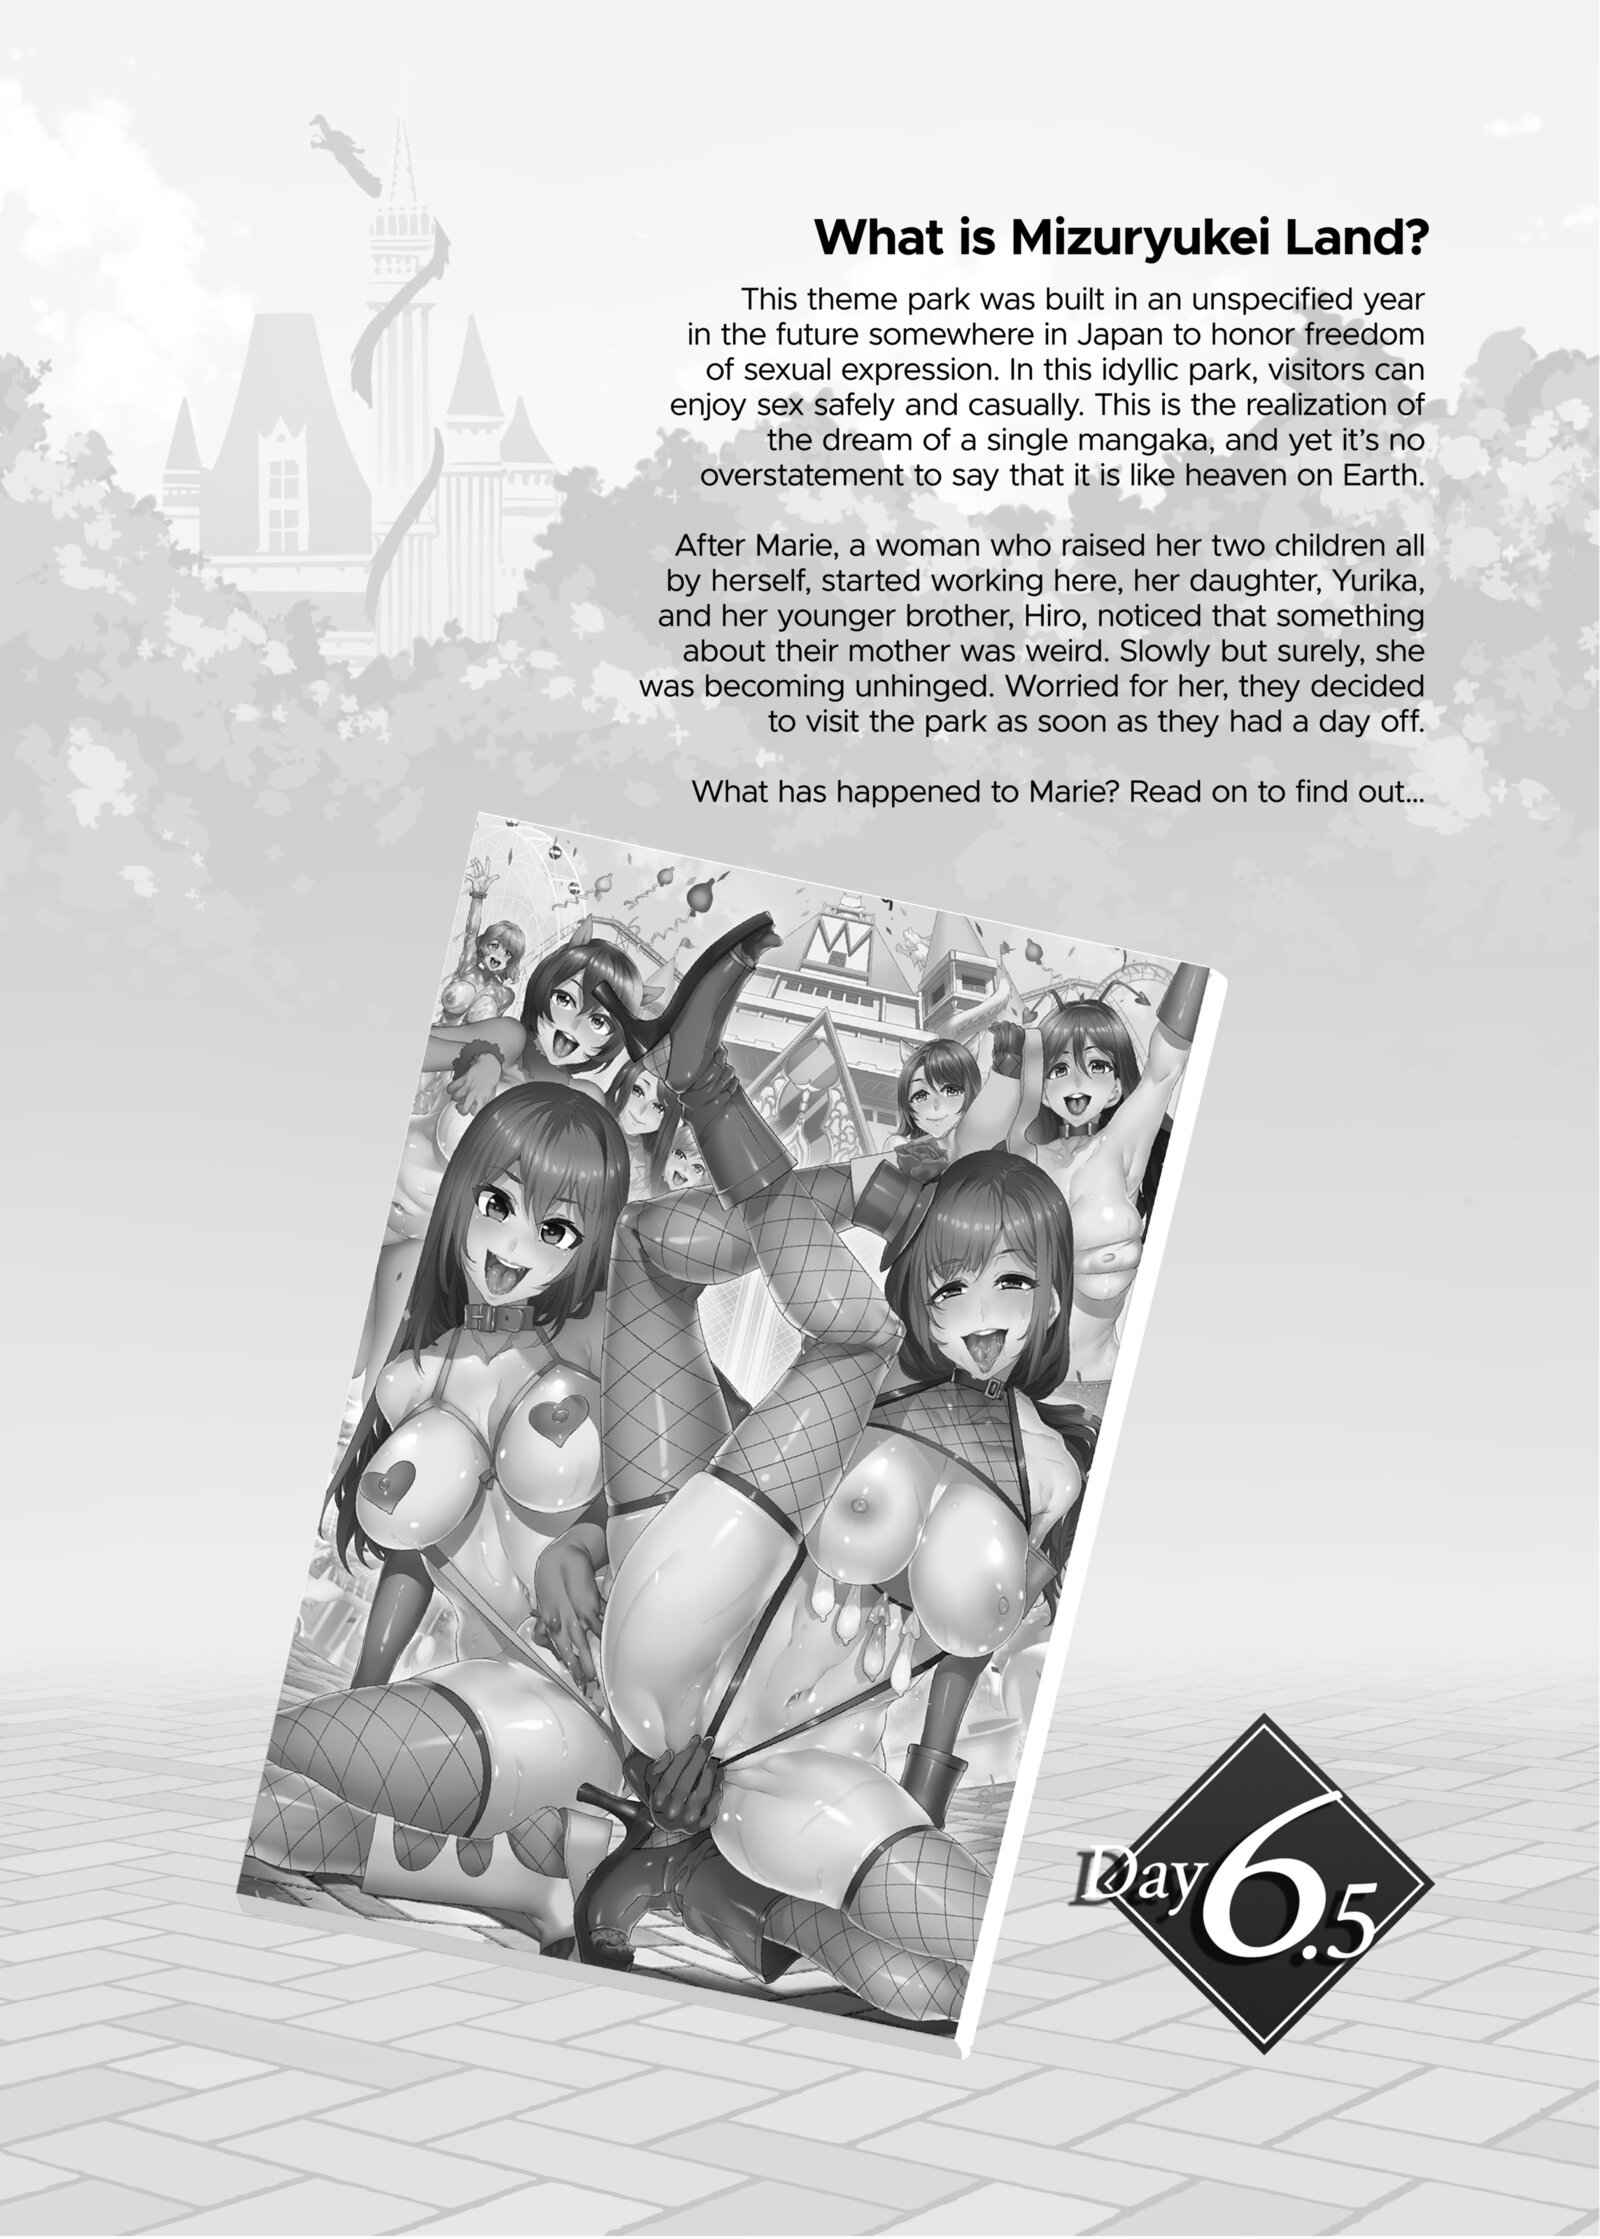 What is Mizuryukei Land?
This theme park was built in an unspecified year
in the future somewhere in Japan to honor freedom
of sexual expression. In this idyllic park, visitors can
enjoy sex safely and casually. This is the realization of
the dream of a single mangaka, and yet it's no
overstatement to say that it is like heaven on Earth.
After Marie, a woman who raised her two children all
by herself, started working here, her daughter, Yurika,
and her younger brother, Hiro, noticed that something
about their mother was weird. Slowly but surely, she
was becoming unhinged. Worried for her, they decided
to visit the park as soon as they had a day off.
What has happened to Marie? Read on to find out...
Day 6.5